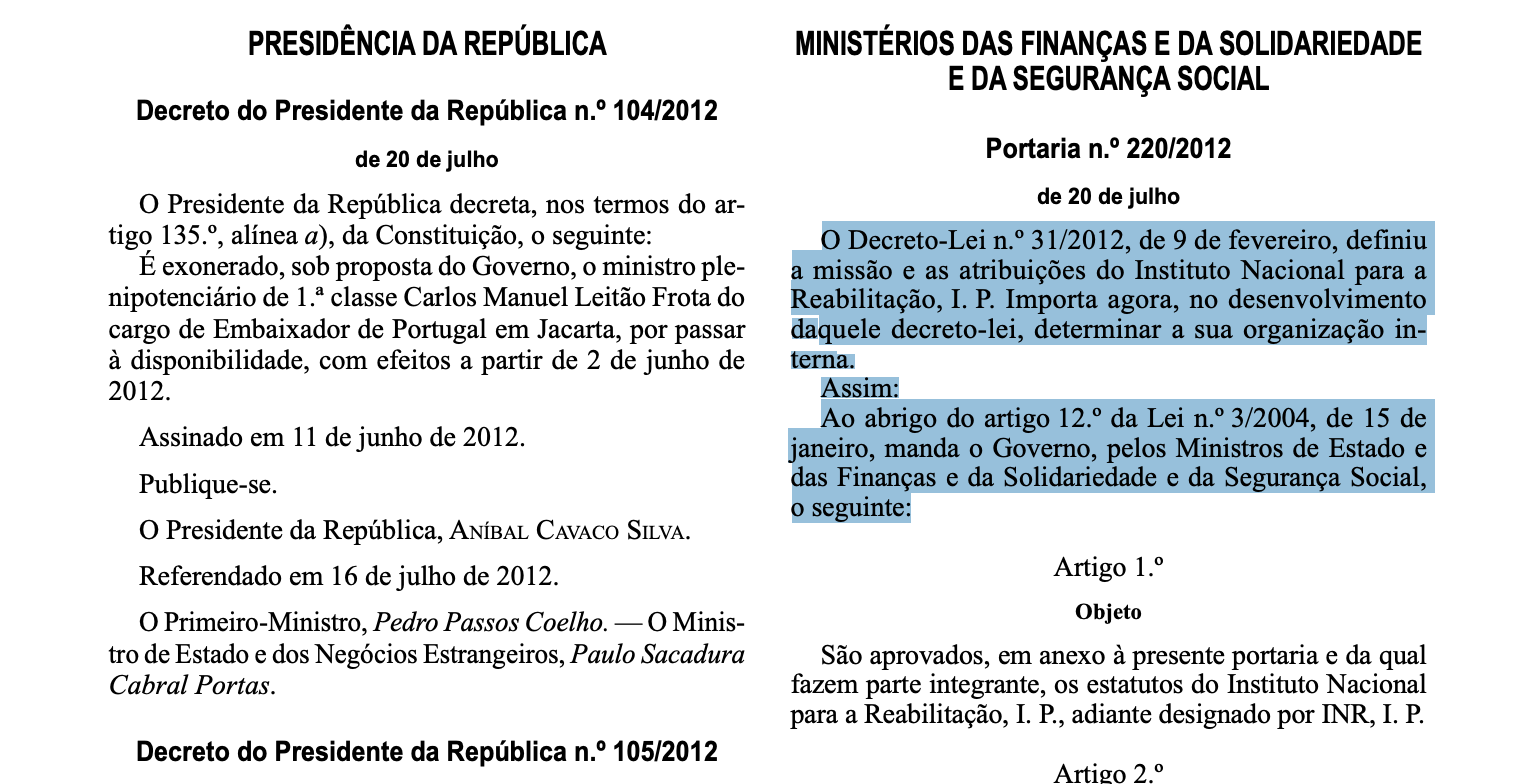 PRESIDÊNCIA DA REPÚBLICA
Decreto do Presidente da República n.º 104/2012
de 20 de julho
O Presidente da República decreta, nos termos do ar-
tigo 135.º, alínea a), da Constituição, o seguinte:
É exonerado, sob proposta do Governo, o ministro ple-
nipotenciário de 1.ª classe Carlos Manuel Leitão Frota do
cargo de Embaixador de Portugal em Jacarta, por passar
à disponibilidade, com efeitos a partir de 2 de junho de
2012.
Assinado em 11 de junho de 2012.
Publique-se.
O Presidente da República, ANÍBAL CAVACO SILVA.
Referendado em 16 de julho de 2012.
O Primeiro-Ministro, Pedro Passos Coelho. — O Minis-
tro de Estado e dos Negócios Estrangeiros, Paulo Sacadura
Cabral Portas.
Decreto do Presidente da República n.º 105/2012
MINISTÉRIOS DAS FINANÇAS E DA SOLIDARIEDADE
E DA SEGURANÇA SOCIAL
Portaria n.º 220/2012
de 20 de julho
O Decreto-Lei n.º 31/2012, de 9 de fevereiro, definiu
a missão e as atribuições do Instituto Nacional para a
Reabilitação, I. P. Importa agora, no desenvolvimento
daquele decreto-lei, determinar a sua organização in-
terna.
Assim:
Ao abrigo do artigo 12.º da Lei n.º 3/2004, de 15 de
janeiro, manda o Governo, pelos Ministros de Estado e
das Finanças e da Solidariedade e da Segurança Social,
o seguinte:
Artigo 1.º
Objeto
São aprovados, em anexo à presente portaria e da qual
fazem parte integrante, os estatutos do Instituto Nacional
para a Reabilitação, I. P., adiante designado por INR, I. P.
Artigo 2.º